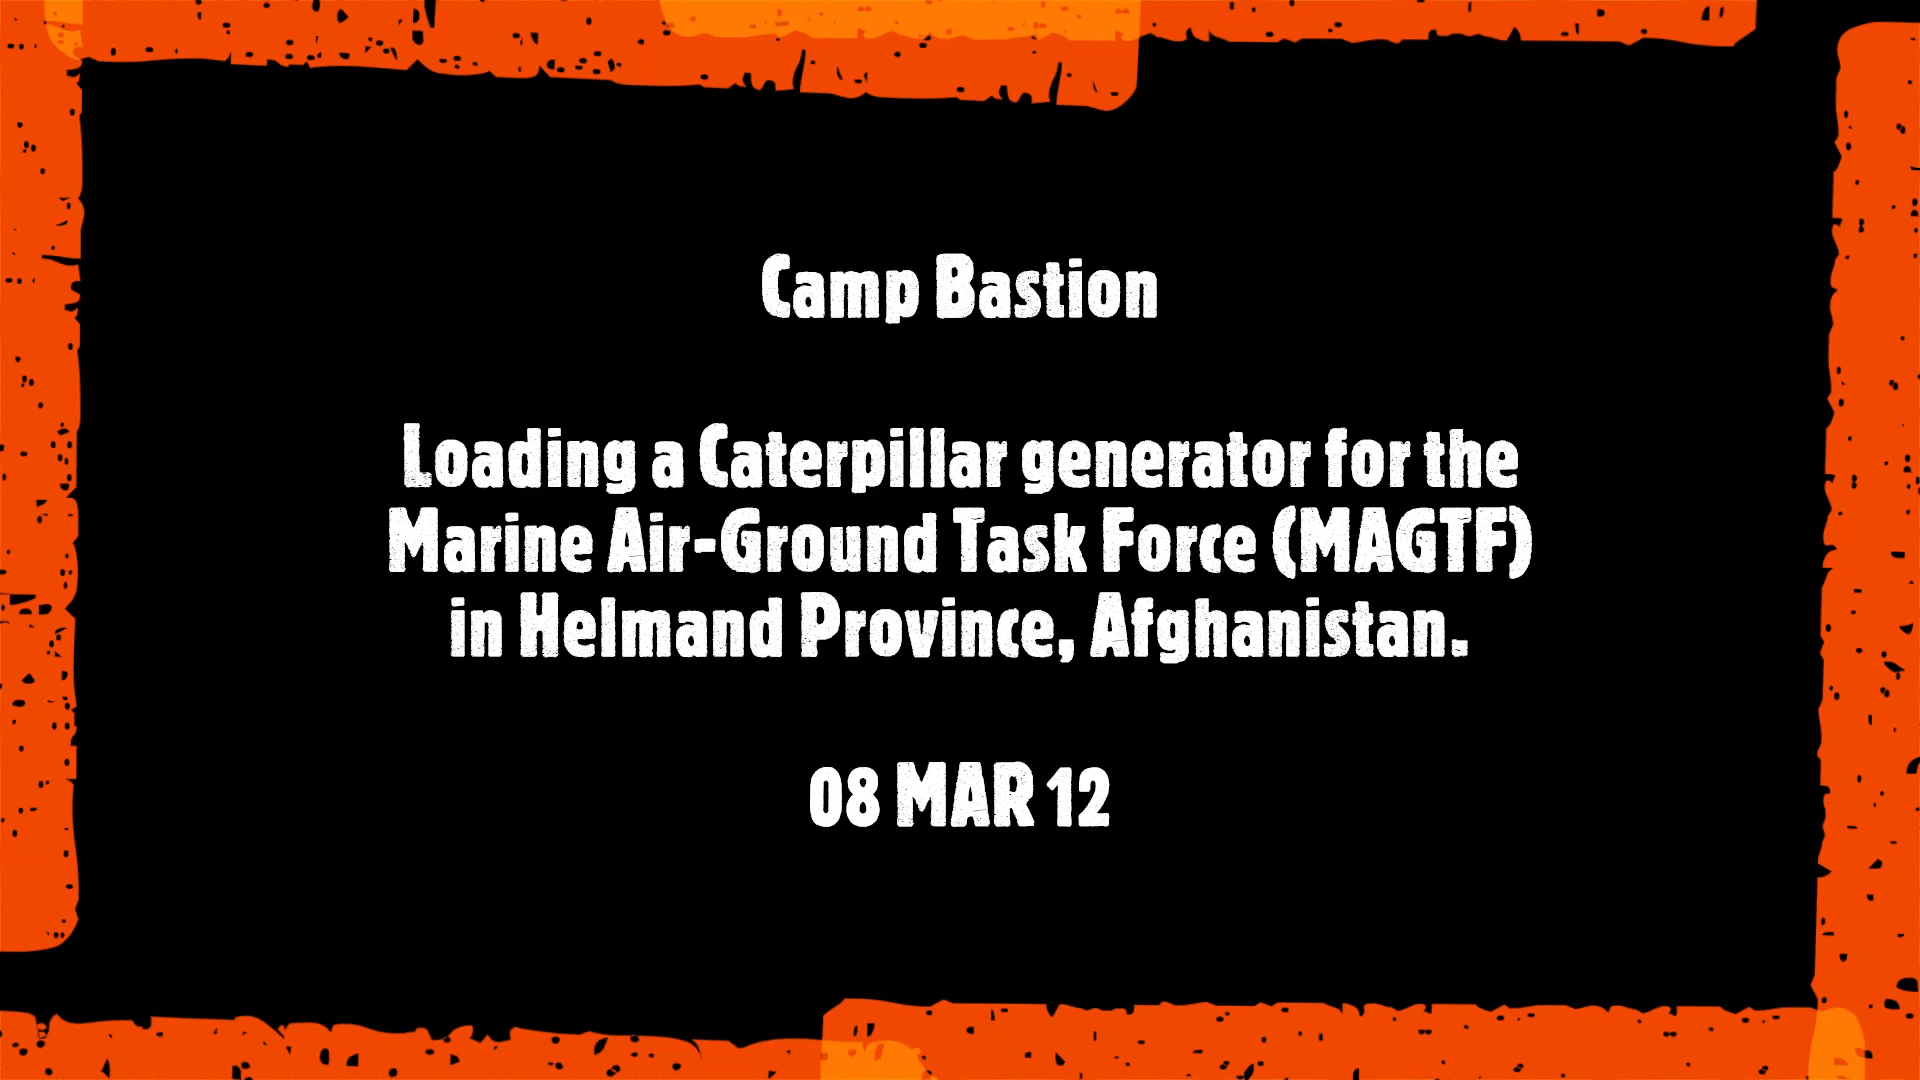 Camp Bastion
Loading a Caterpillar generator for the
Marine Air-Ground Task Force (MAGTF)
in Helmand Province, Afghanistan.
08 MAR 12